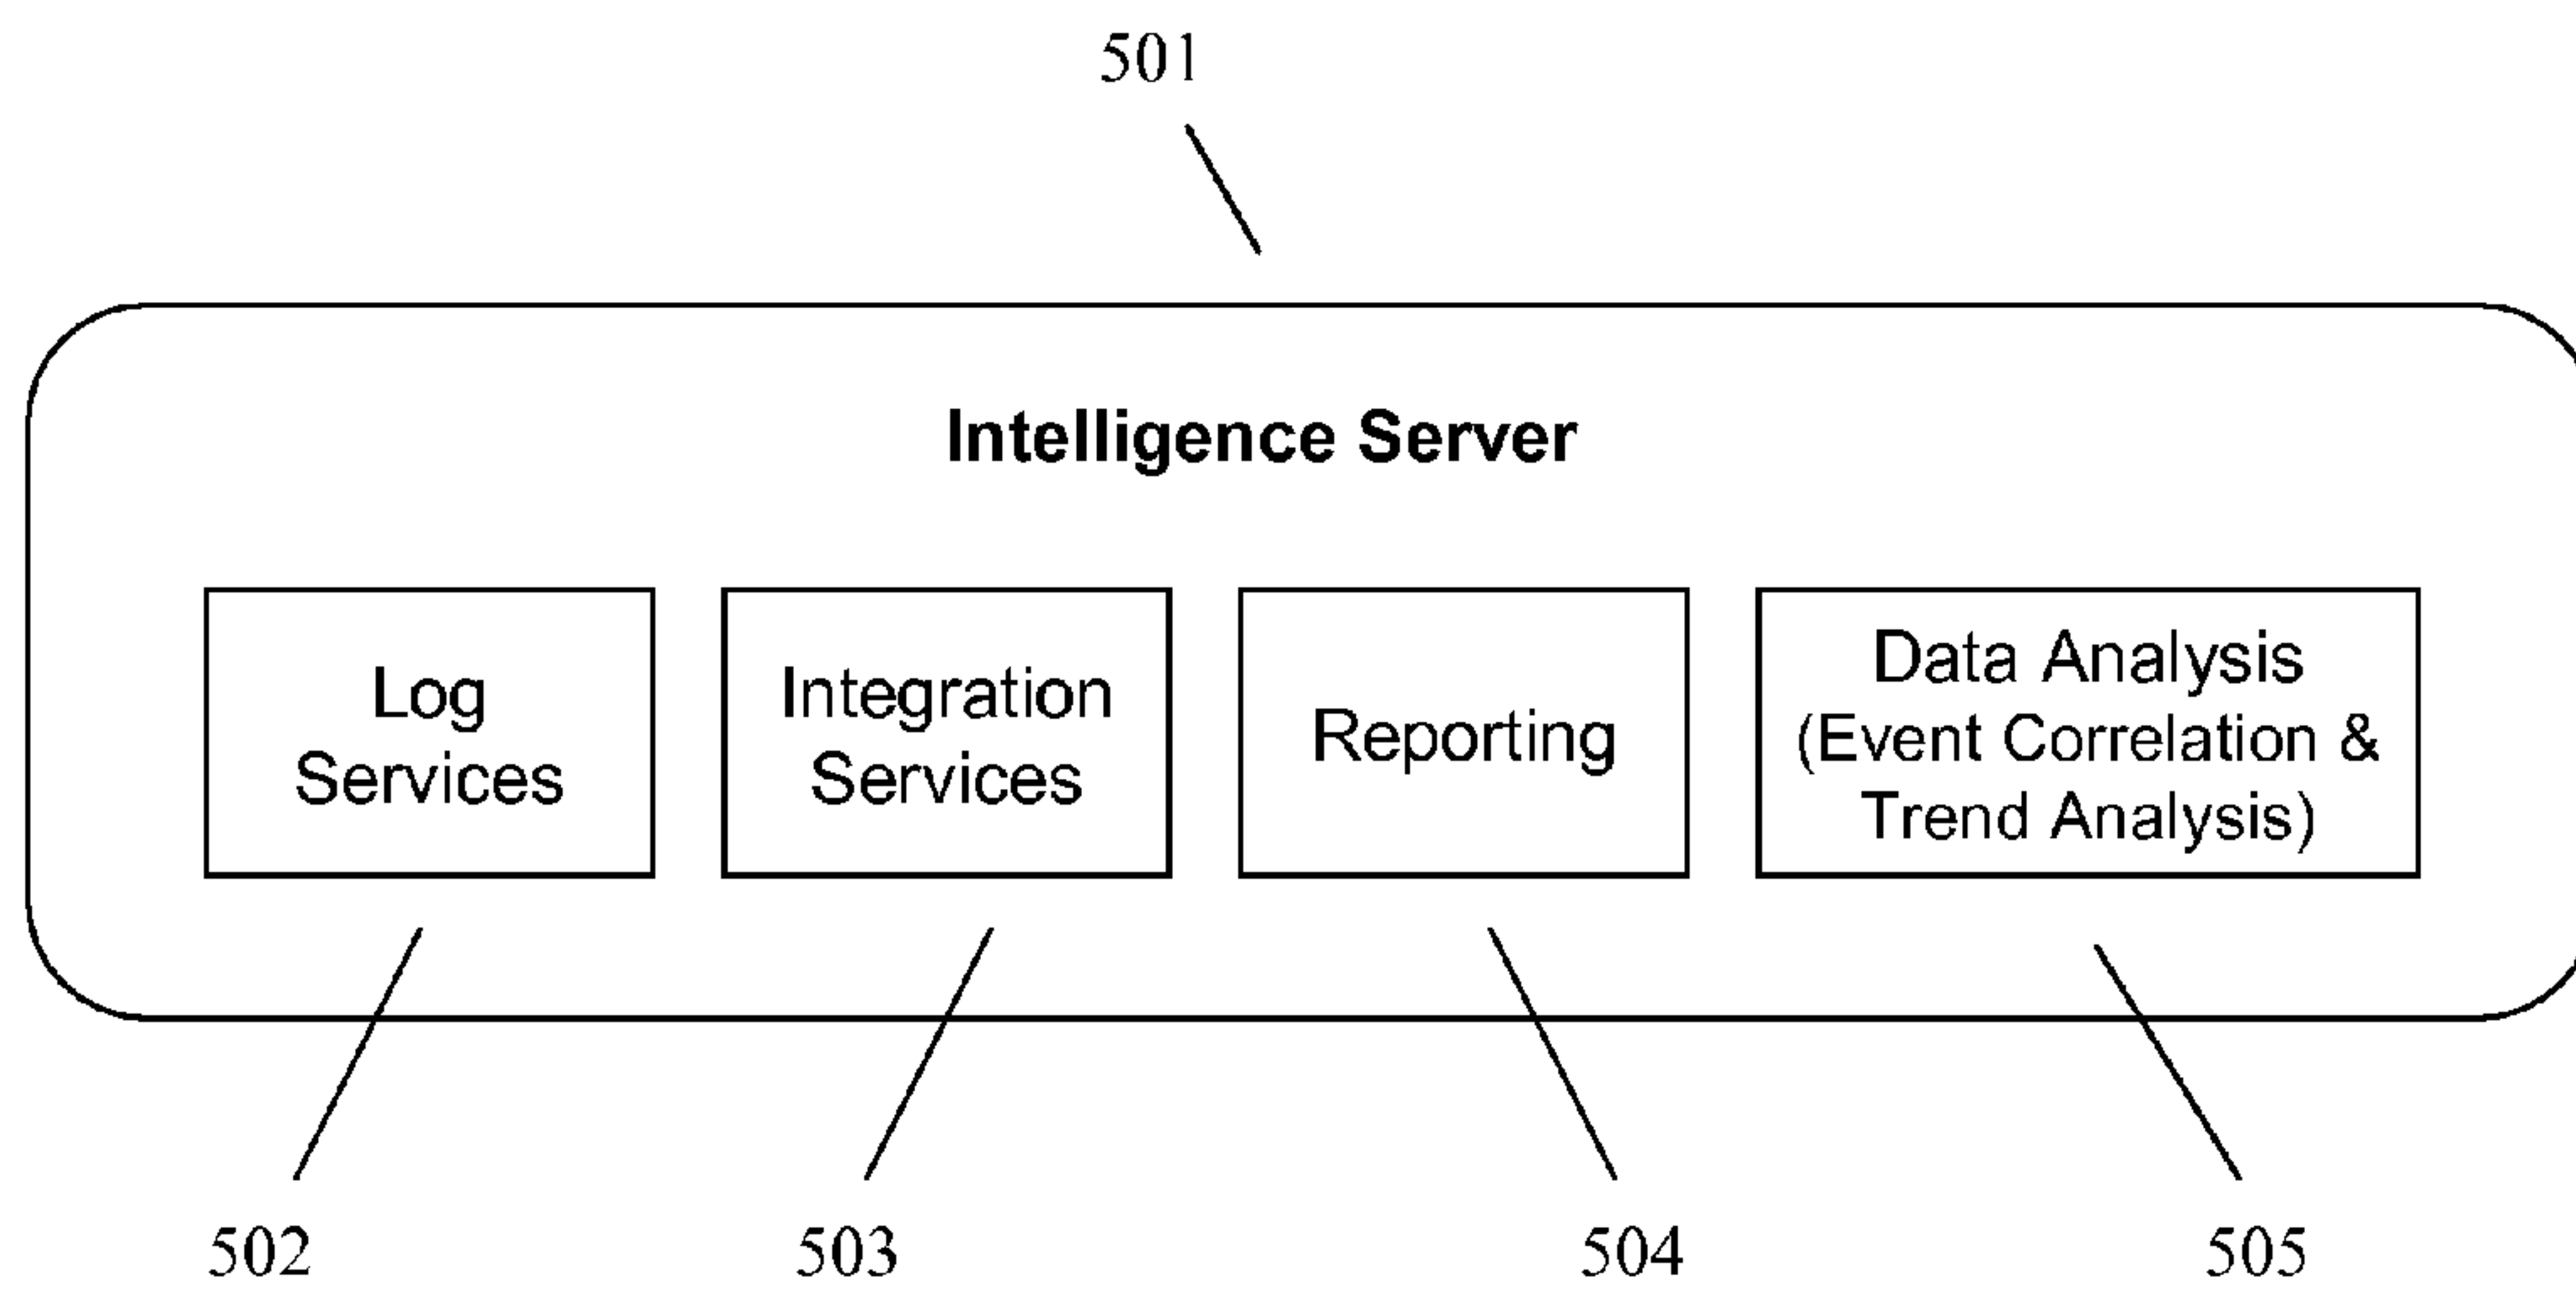 501
Intelligence Server
Log
Services
Integration
Services
Reporting
Data Analysis
(Event Correlation &
Trend Analysis)
502
503
504
505